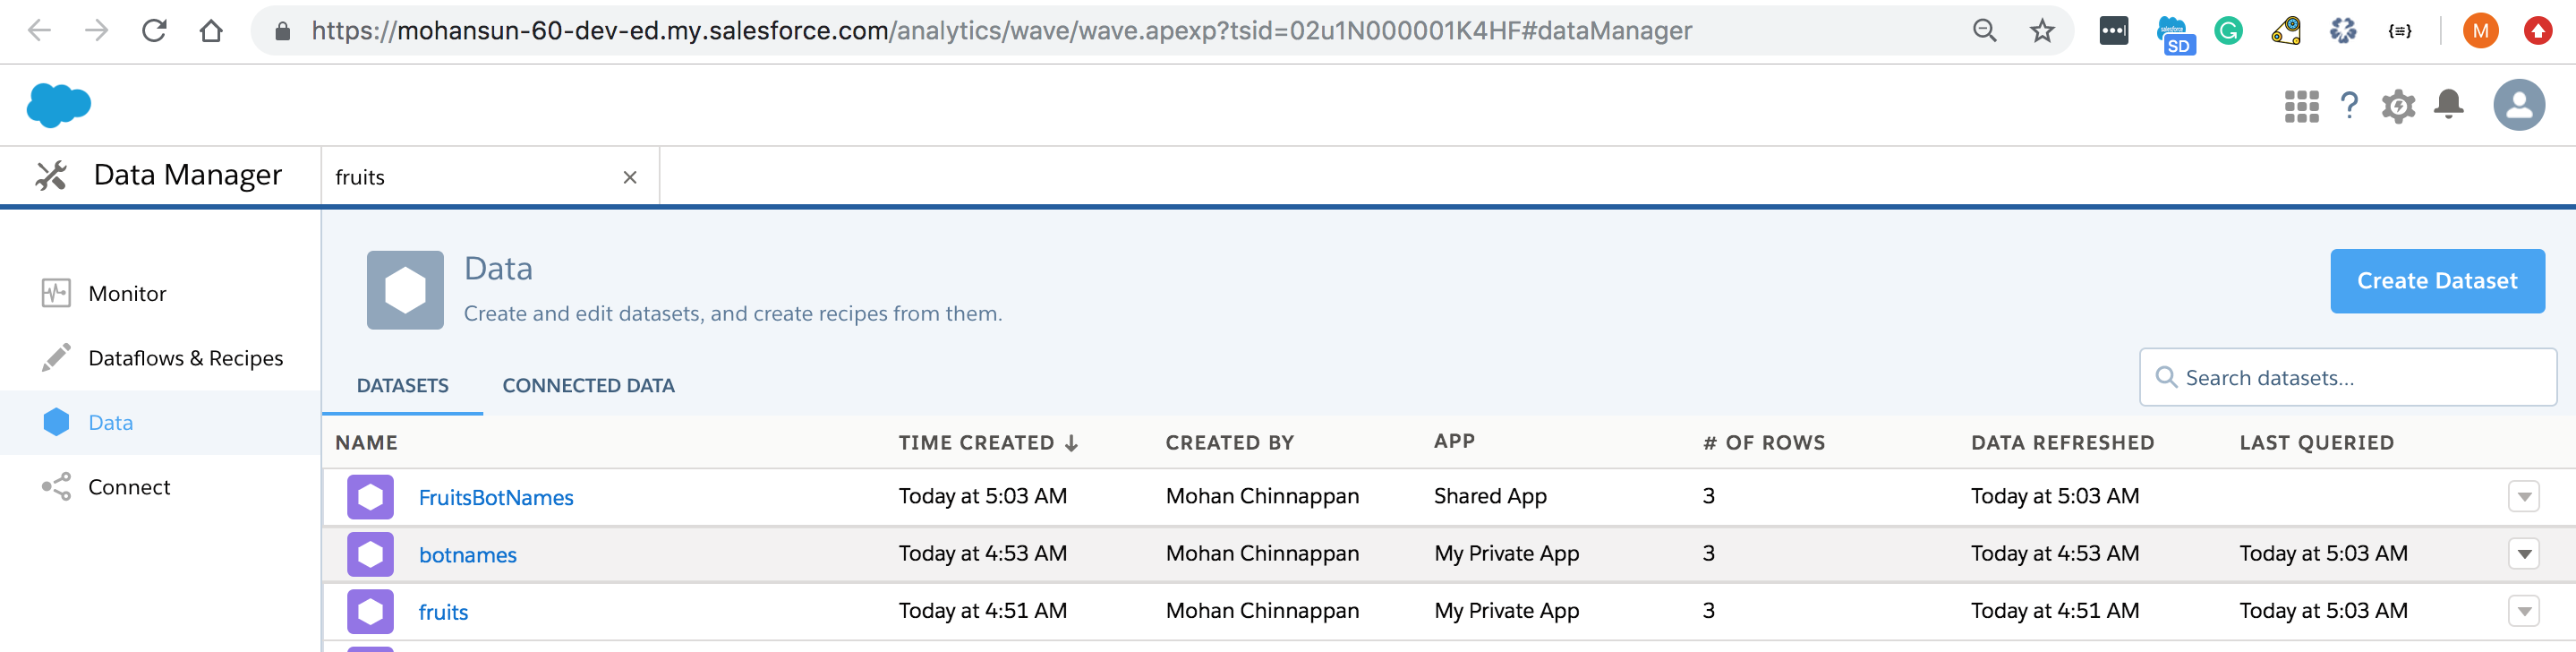 https://mohansun-60-dev-ed.my.salesforce.com/analytics/wave/wave.apexp?tsid=02u1N000001K4HF#dataManager
salesforce
SD
G
{≡}
M
Data Manager
fruits
Monitor
Dataflows & Recipes
Data
Connect
Data
Create and edit datasets, and create recipes from them.
Create Dataset
DATASETS CONNECTED DATA
Search datasets...
NAME TIME CREATED CREATED BY APP # OF ROWS DATA REFRESHED LAST QUERIED
FruitsBotNames Today at 5:03 AM Mohan Chinnappan Shared App 3 Today at 5:03 AM
botnames Today at 4:53 AM Mohan Chinnappan My Private App 3 Today at 4:53 AM Today at 5:03 AM
fruits Today at 4:51 AM Mohan Chinnappan My Private App 3 Today at 4:51 AM Today at 5:03 AM